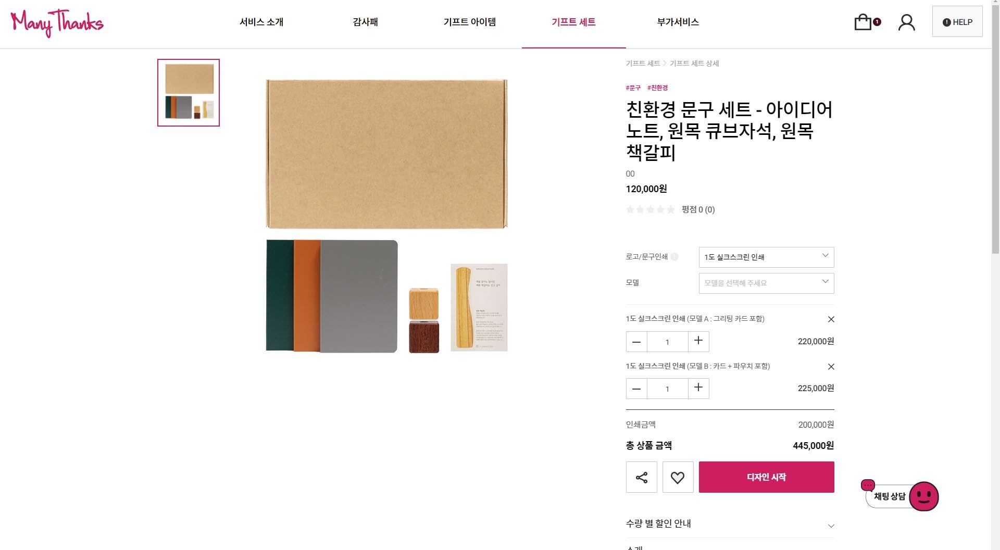 Many Thanks
서비스 소개
감사패
기프트 아이템
기프트 세트
부가서비스
1
HELP
기프트 세트 > 기프트 세트 상세
#문구 #친환경
친환경 문구 세트 - 아이디어
노트, 원목 큐브자석, 원목
책갈피
00
120,000원
평점 0 (0)
로고/문구인쇄
1도 실크스크린 인쇄
모델
모델을 선택해 주세요
1도 실크스크린 인쇄 (모델 A : 그리팅 카드 포함)
1
220,000원
1도 실크스크린 인쇄 (모델 B : 카드 + 파우치 포함)
1
225,000원
인쇄금액
200,000원
총 상품 금액
445,000원
디자인 시작
채팅 상담
수량 별 할인 안내